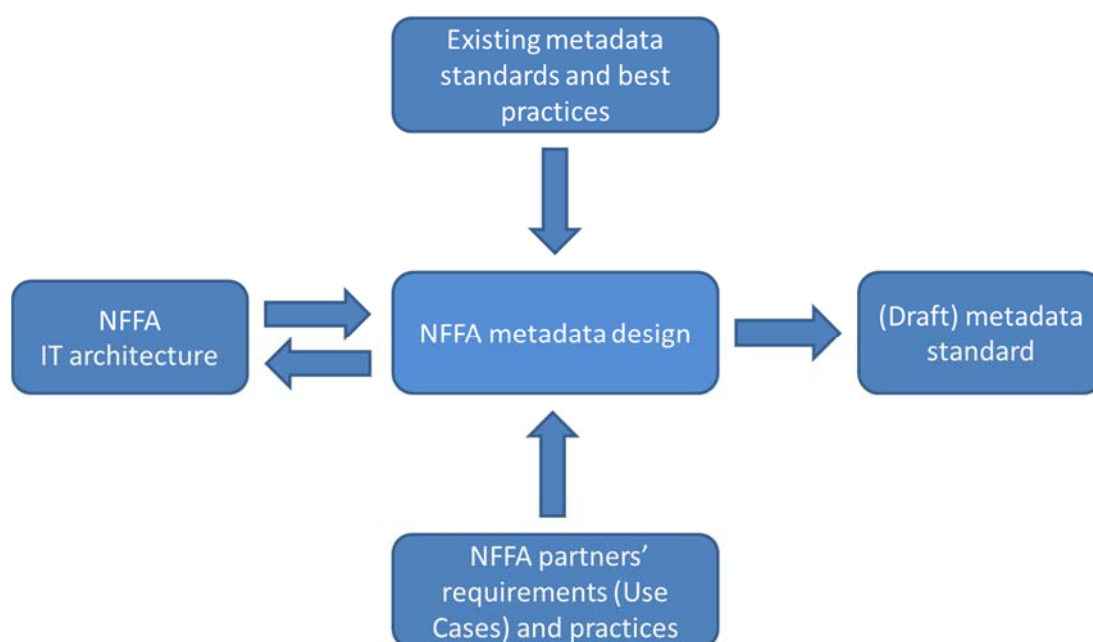 Existing metadata
standards and best
practices
NFFA
IT architecture
NFFA metadata design
(Draft) metadata
standard
NFFA partners’
requirements (Use
Cases) and practices